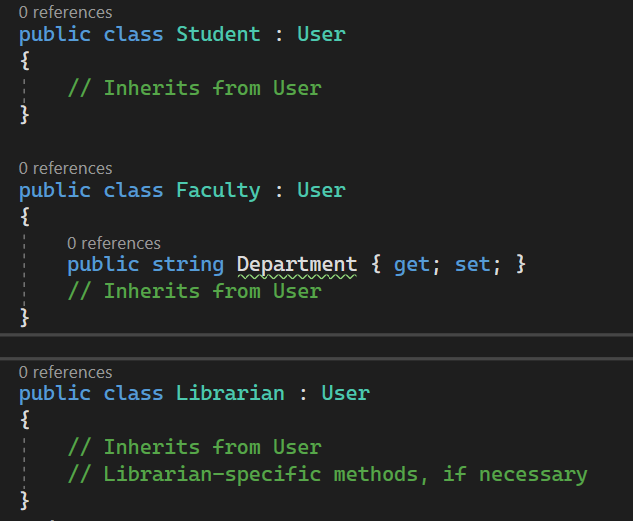 0 references
public class Student : User
{
// Inherits from User
}
0 references
public class Faculty : User
{
0 references
public string Department { get; set; }
// Inherits from User
}
0 references
public class Librarian : User
{
// Inherits from User
// Librarian-specific methods, if necessary
}